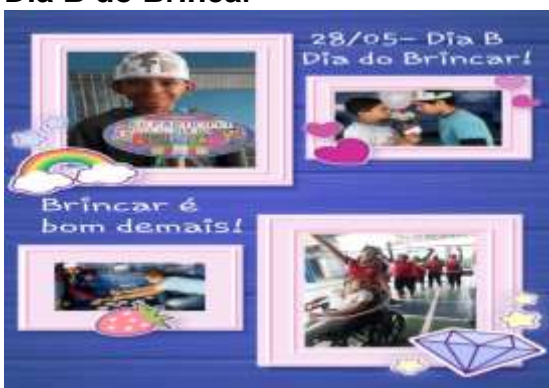 Dia B do Brincar
28/05- Dia B
Dia do Brincar!
Brincar é
bom demais!